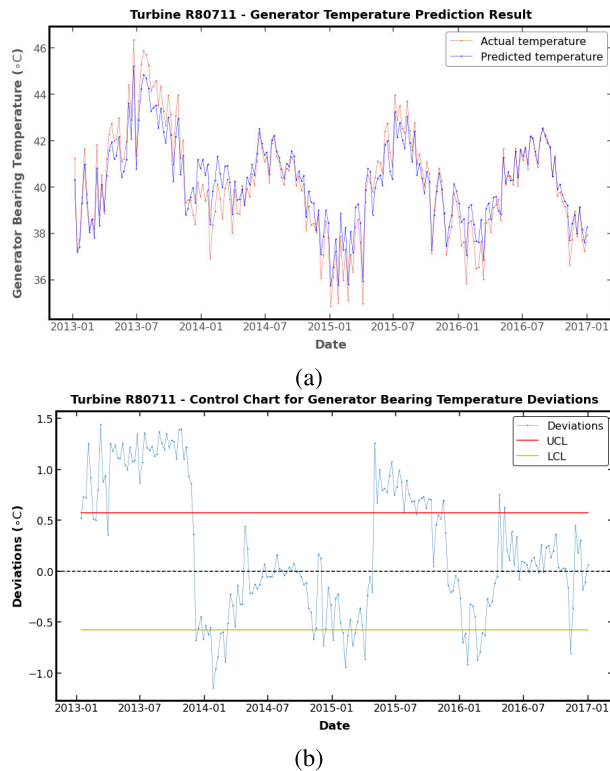 Turbine R80711 - Generator Temperature Prediction Result
Actual temperature
Predicted temperature
Generator Bearing Temperature (∘C)
46
44
42
40
38
36
2013-01 2013-07 2014-01 2014-07 2015-01 2015-07 2016-01 2016-07 2017-01
Date
(a)
Turbine R80711 - Control Chart for Generator Bearing Temperature Deviations
Deviations
UCL
LCL
Deviations (∘C)
1.5
1.0
0.5
0.0
−0.5
−1.0
2013-01 2013-07 2014-01 2014-07 2015-01 2015-07 2016-01 2016-07 2017-01
Date
(b)